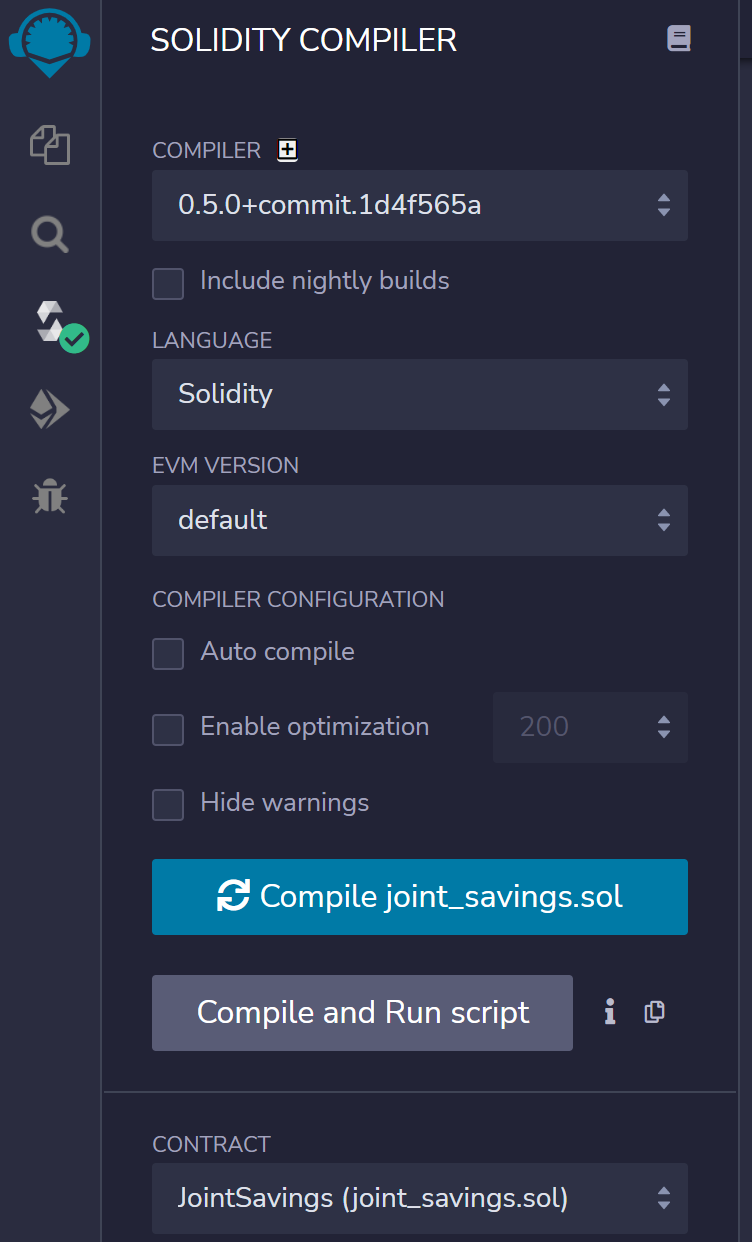 SOLIDITY COMPILER
COMPILER
0.5.0+commit.1d4f565a
Include nightly builds
LANGUAGE
Solidity
EVM VERSION
default
COMPILER CONFIGURATION
Auto compile
Enable optimization 200
Hide warnings
Compile joint_savings.sol
Compile and Run script
CONTRACT
JointSavings (joint_savings.sol)